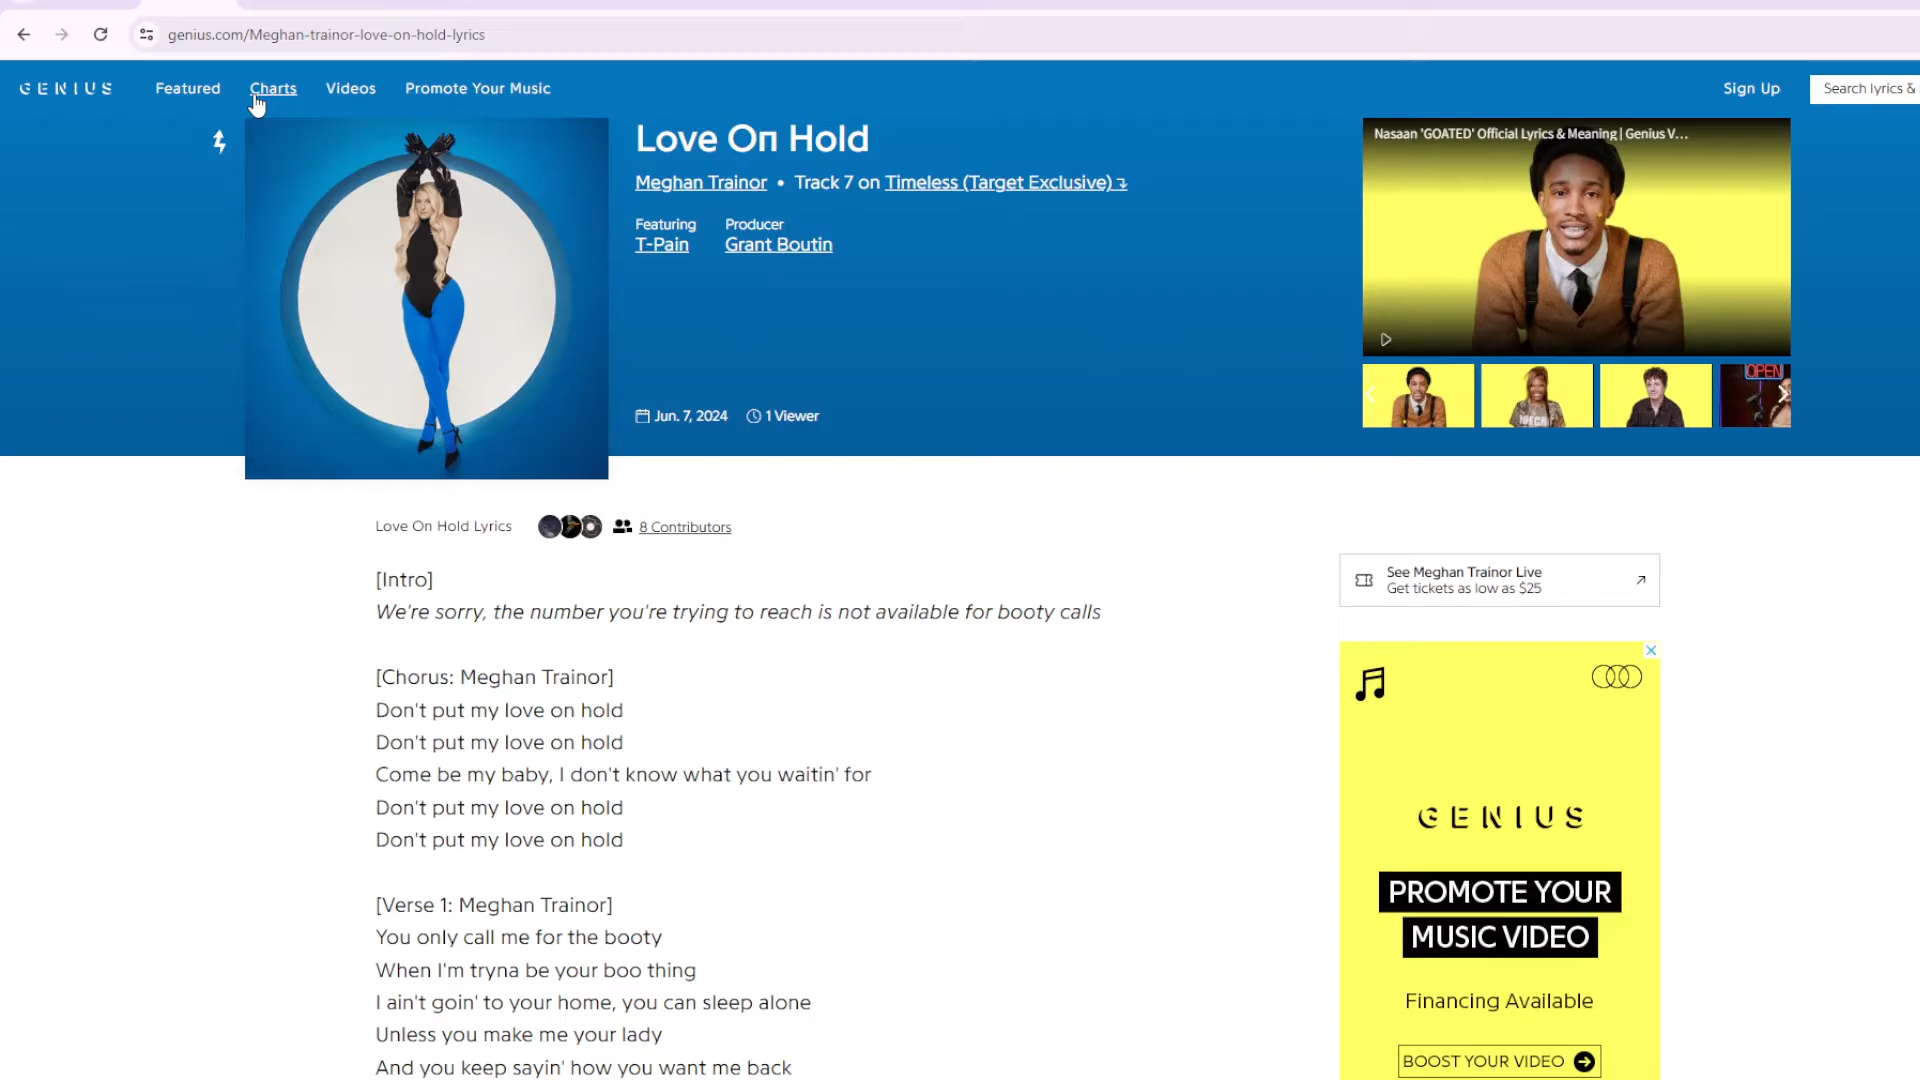 genius.com/Meghan-trainor-love-on-hold-lyrics
GENIUS
Featured
Charts
Videos
Promote Your Music
Sign Up
Search lyrics &
Love On Hold
Meghan Trainor • Track 7 on Timeless (Target Exclusive)
Featuring
T-Pain
Producer
Grant Boutin
Jun. 7, 2024
1 Viewer
Nasaan 'GOATED' Official Lyrics & Meaning | Genius V...
OPEN
Love On Hold Lyrics
8 Contributors
[Intro]
We're sorry, the number you're trying to reach is not available for booty calls
[Chorus: Meghan Trainor]
Don't put my love on hold
Don't put my love on hold
Come be my baby, I don't know what you waitin' for
Don't put my love on hold
Don't put my love on hold
[Verse 1: Meghan Trainor]
You only call me for the booty
When I'm tryna be your boo thing
I ain't goin' to your home, you can sleep alone
Unless you make me your lady
And you keep sayin' how you want me back
See Meghan Trainor Live
Get tickets as low as $25
GENIUS
PROMOTE YOUR
MUSIC VIDEO
Financing Available
BOOST YOUR VIDEO